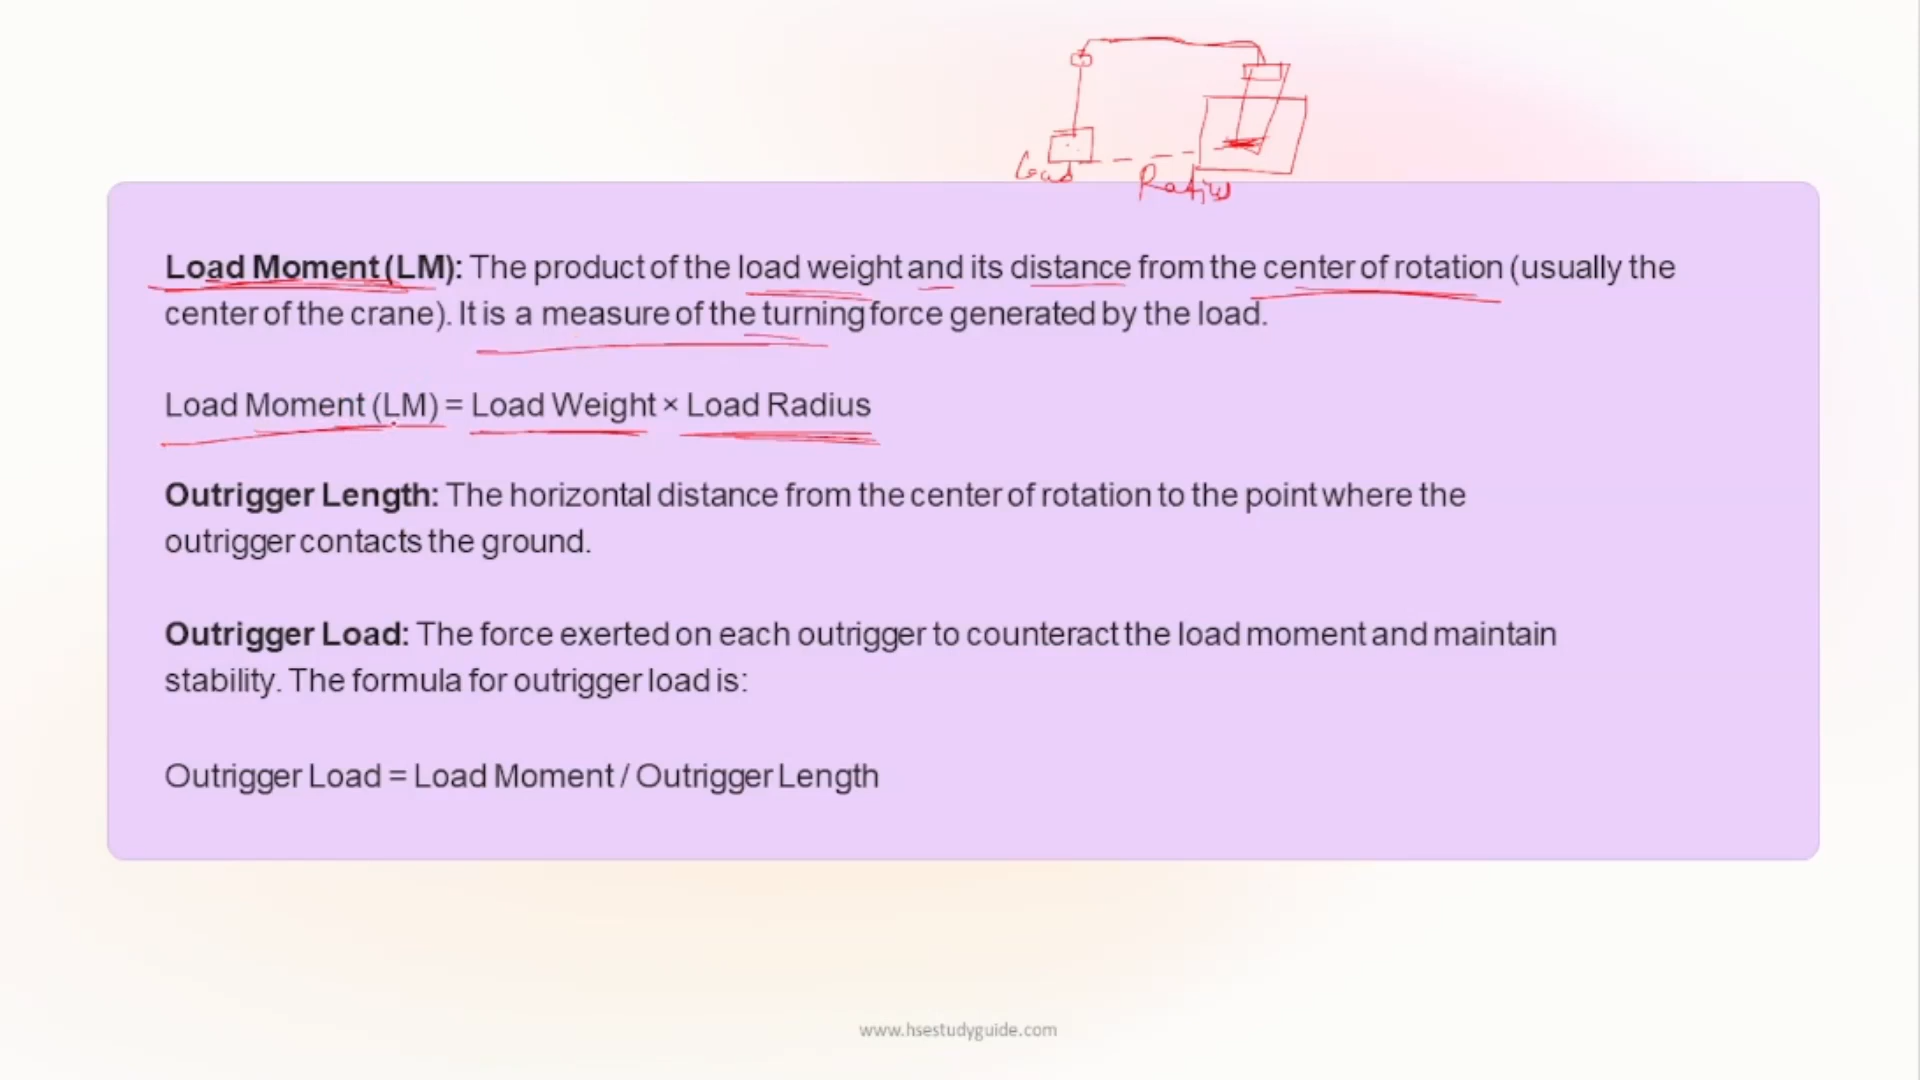 Load
Radius
Load Moment (LM): The product of the load weight and its distance from the center of rotation (usually the
center of the crane). It is a measure of the turning force generated by the load.
Load Moment (LM) = Load Weight × Load Radius
Outrigger Length: The horizontal distance from the center of rotation to the point where the
outrigger contacts the ground.
Outrigger Load: The force exerted on each outrigger to counteract the load moment and maintain
stability. The formula for outrigger load is:
Outrigger Load = Load Moment / Outrigger Length
www.hsestudyguide.com